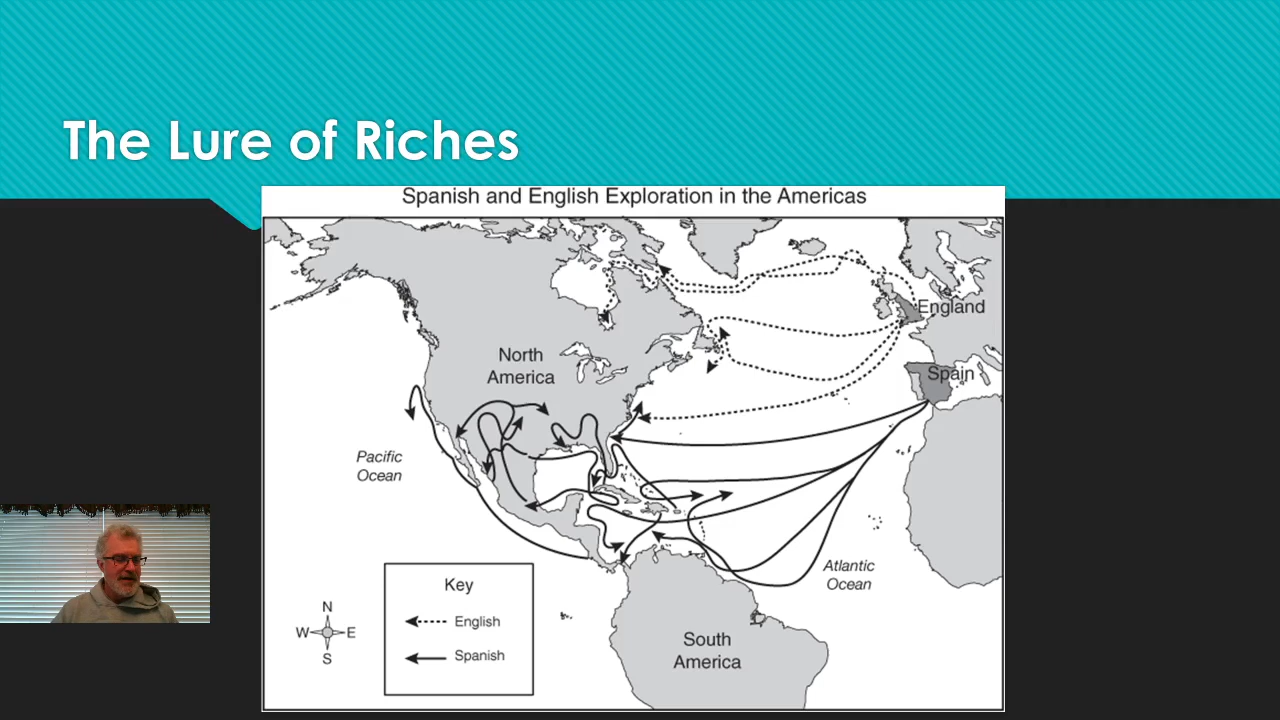 The Lure of Riches
Spanish and English Exploration in the Americas
England
North
America
Spain
Pacific
Ocean
Atlantic
Ocean
Key
English
Spanish
N
W E
S
South
America